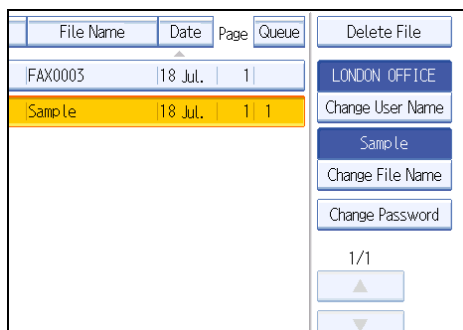 File Name Date Page Queue
FAX0003 18 Jul. 1
Sample 18 Jul. 1 1
Delete File
LONDON OFFICE
Change User Name
Sample
Change File Name
Change Password
1/1